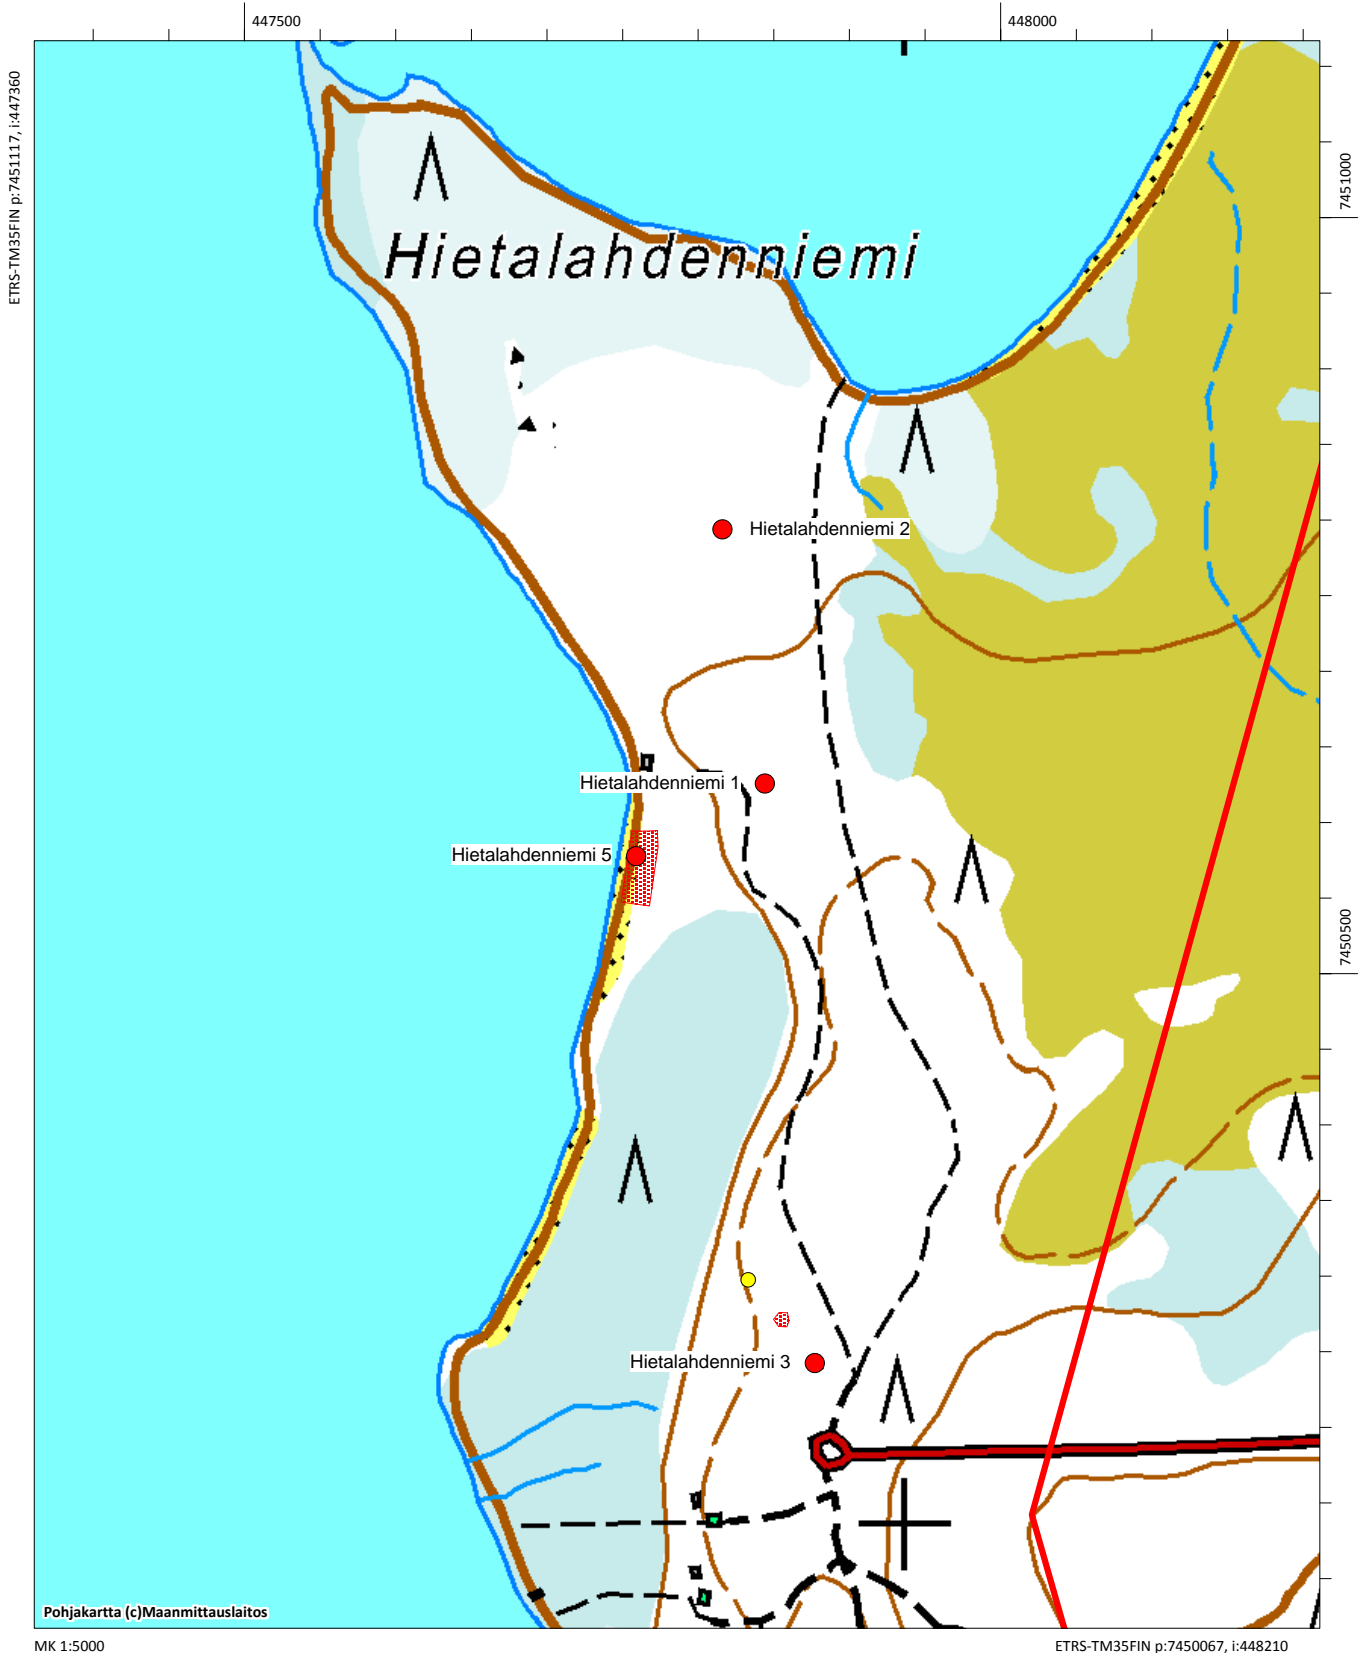 447500
448000
ETRS-TM35FIN p:7451117, i:447360
7451000
Hietalahdenniemi
Hietalahdenniemi 2
Hietalahdenniemi 1
Hietalahdenniemi 5
7450500
Hietalahdenniemi 3
Pohjakartta (c)Maanmittauslaitos
MK 1:5000
ETRS-TM35FIN p:7450067, i:448210